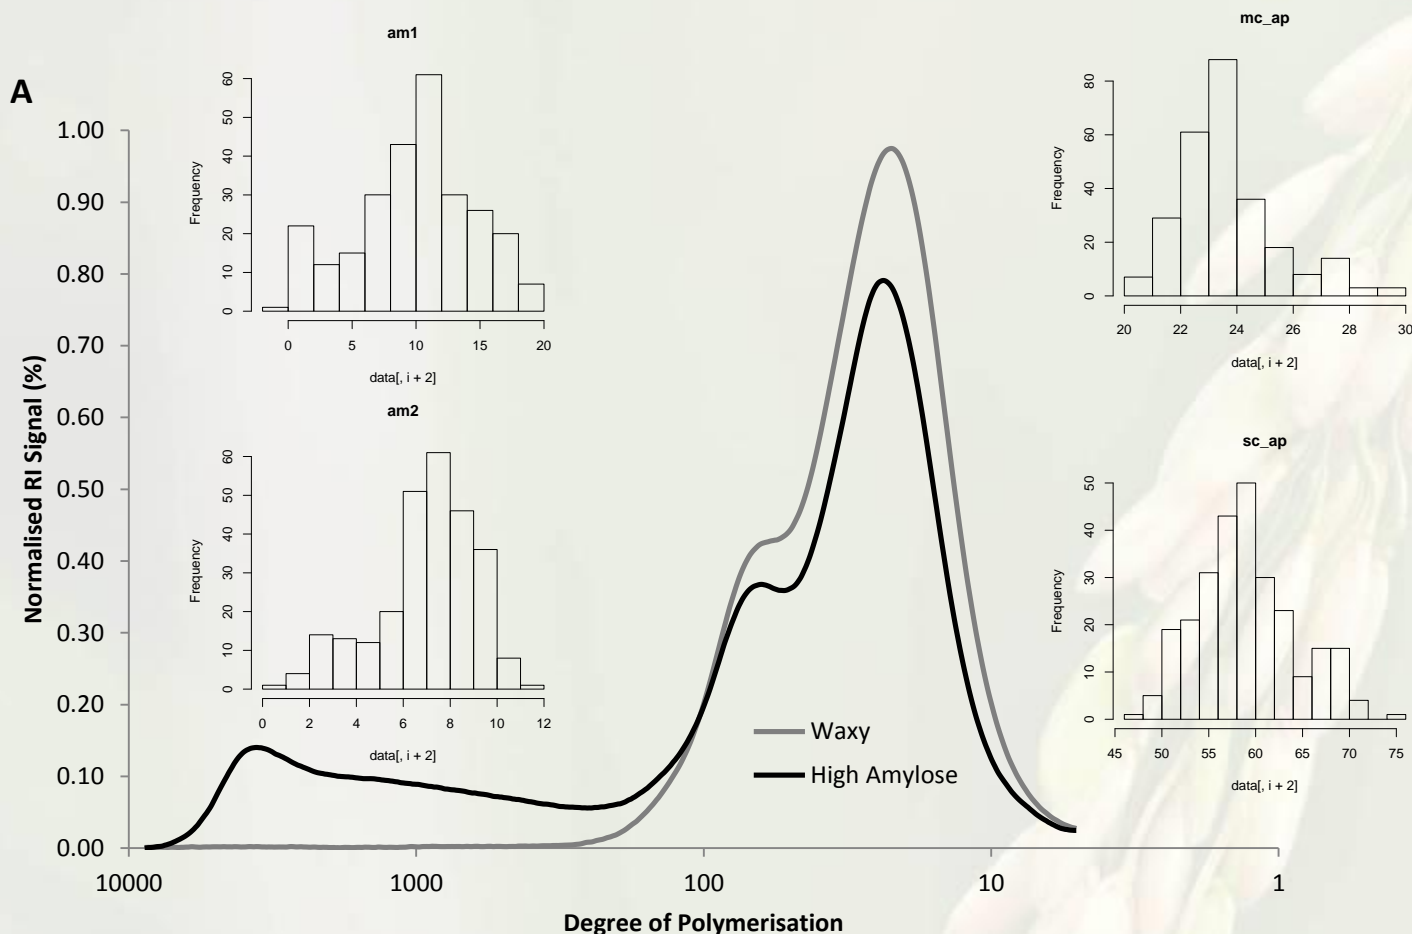 A
am1
Frequency
0 10 20 30 40 50 60
0 5 10 15 20
data[, i + 2]
am2
Frequency
0 10 20 30 40 50 60
0 2 4 6 8 10 12
data[, i + 2]
mc_ap
Frequency
0 20 40 60 80
20 22 24 26 28 30
data[, i + 2]
sc_ap
Frequency
0 10 20 30 40 50
45 50 55 60 65 70 75
data[, i + 2]
Normalised RI Signal (%)
1.00
0.90
0.80
0.70
0.60
0.50
0.40
0.30
0.20
0.10
0.00
Waxy
High Amylose
10000 1000 100 10 1
Degree of Polymerisation